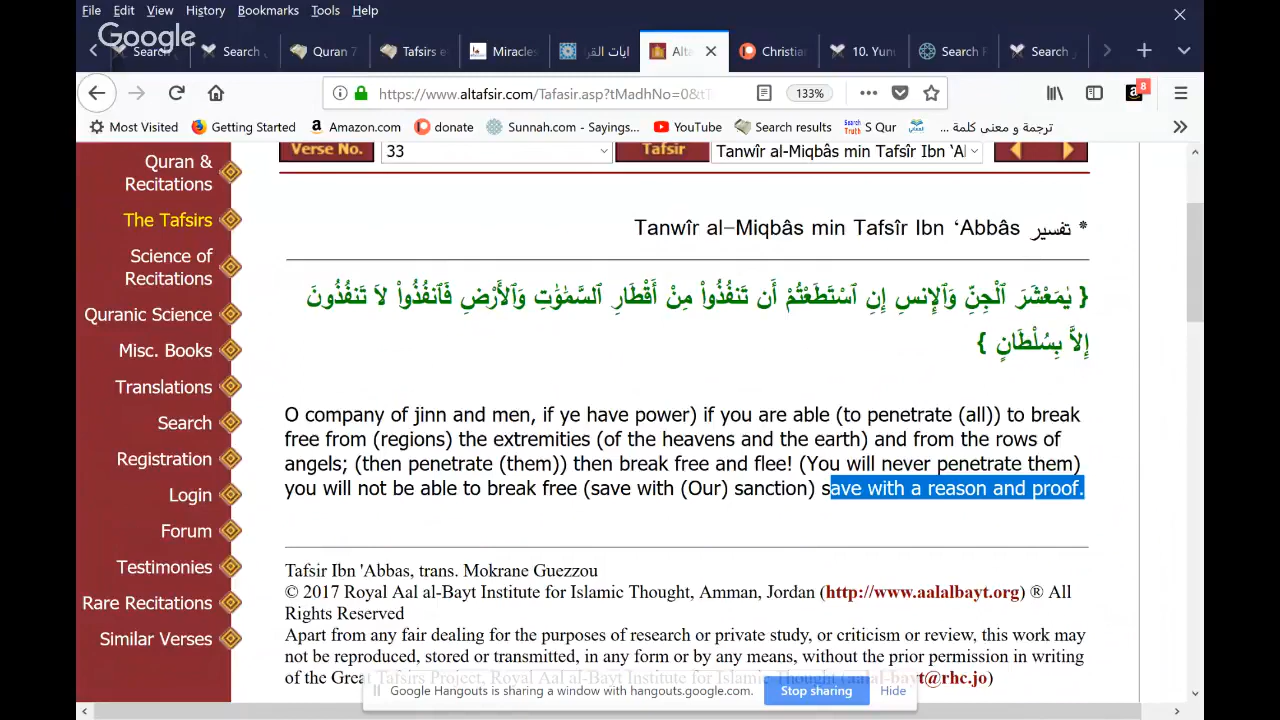 File Edit View History Bookmarks Tools Help
Google
Search Search Quran 7 Tafsirs Miracles ايات القر Alta Christian 10. Yun Search Search
https://www.altafsir.com/Tafasir.asp?tMadhNo=0& 133% 8
Most Visited Getting Started Amazon.com donate Sunnah.com - Sayings... YouTube Search results Search Truth S Qur ترجمة و معنى كلمة ...
Verse No. 33 Tafsir Tanwîr al-Miqbâs min Tafsîr Ibn ‘Al
Quran &
Recitations
The Tafsirs
Science of
Recitations
Quranic Science
Misc. Books
Translations
Search
Registration
Login
Forum
Testimonies
Rare Recitations
Similar Verses
* تفسير Tanwîr al-Miqbâs min Tafsîr Ibn ‘Abbâs
{ يٰمَعْشَرَ ٱلْجِنِّ وَٱلإِنسِ إِنِ ٱسْتَطَعْتُمْ أَن تَنفُذُواْ مِنْ أَقْطَارِ ٱلسَّمَٰوَٰتِ وَٱلأَرْضِ فَٱنفُذُواْ لاَ تَنفُذُونَ
إِلاَّ بِسُلْطَانٍ }
O company of jinn and men, if ye have power) if you are able (to penetrate (all)) to break
free from (regions) the extremities (of the heavens and the earth) and from the rows of
angels; (then penetrate (them)) then break free and flee! (You will never penetrate them)
you will not be able to break free (save with (Our) sanction) save with a reason and proof.
Tafsir Ibn 'Abbas, trans. Mokrane Guezzou
© 2017 Royal Aal al-Bayt Institute for Islamic Thought, Amman, Jordan (http://www.aalalbayt.org) ® All
Rights Reserved
Apart from any fair dealing for the purposes of research or private study, or criticism or review, this work may
not be reproduced, stored or transmitted, in any form or by any means, without the prior permission in writing
of the Great Tafsirs Project, Royal Aal al-Bayt Institute for Islamic Thought (aalal-bayt@rhc.jo)
Google Hangouts is sharing a window with hangouts.google.com. Stop sharing Hide